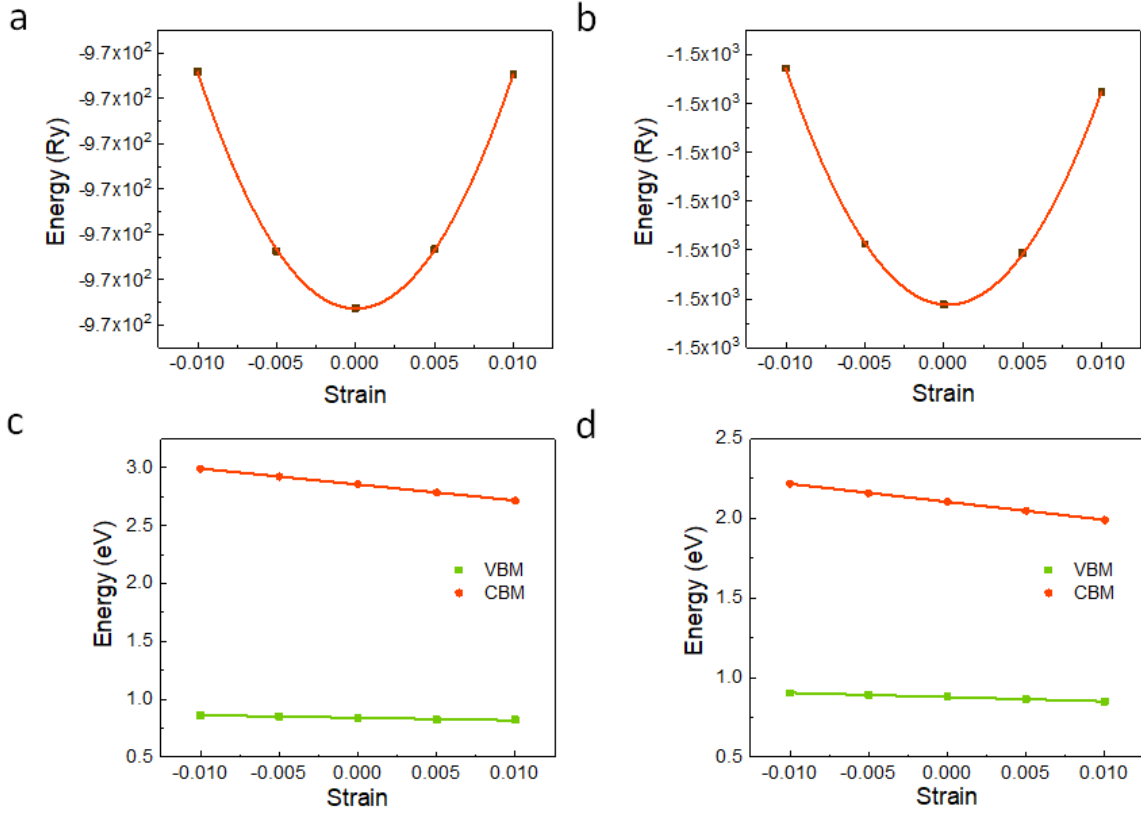 a
-9.7x10²
-9.7x10²
-9.7x10²
-9.7x10²
-9.7x10²
-9.7x10²
-9.7x10²
Energy (Ry)
-0.010 -0.005 0.000 0.005 0.010
Strain
b
-1.5x10³
-1.5x10³
-1.5x10³
-1.5x10³
-1.5x10³
-1.5x10³
-1.5x10³
Energy (Ry)
-0.010 -0.005 0.000 0.005 0.010
Strain
c
3.0
2.5
2.0
1.5
1.0
0.5
Energy (eV)
VBM
CBM
-0.010 -0.005 0.000 0.005 0.010
Strain
d
2.5
2.0
1.5
1.0
0.5
Energy (eV)
VBM
CBM
-0.010 -0.005 0.000 0.005 0.010
Strain